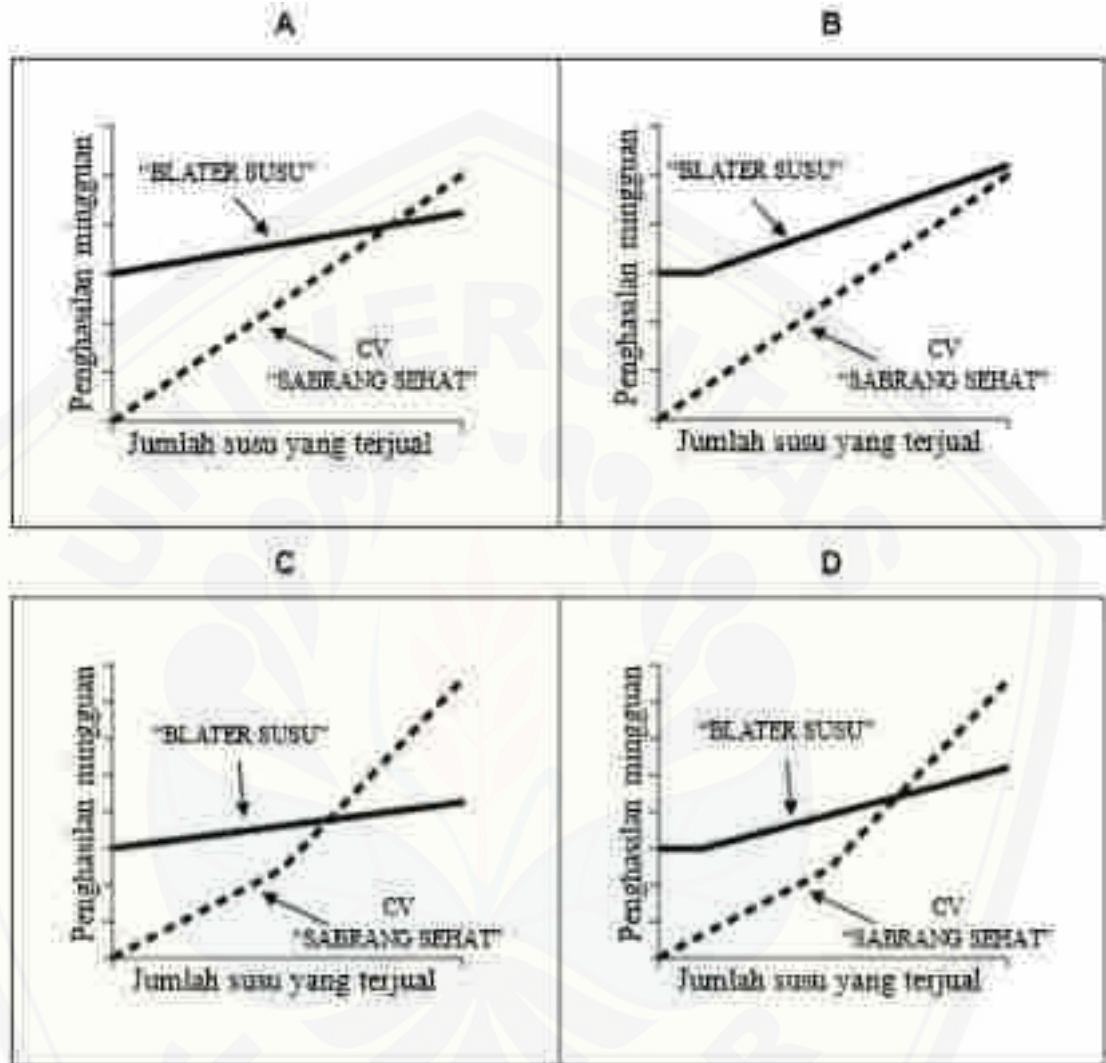 A
B
Penghasilan mingguan
"BLATER SUSU"
CV
"SABRANG SEHAT"
Jumlah susu yang terjual
Penghasilan mingguan
"BLATER SUSU"
CV
"SABRANG SEHAT"
Jumlah susu yang terjual
C
D
Penghasilan mingguan
"BLATER SUSU"
CV
"SABRANG SEHAT"
Jumlah susu yang terjual
Penghasilan mingguan
"BLATER SUSU"
CV
"SABRANG SEHAT"
Jumlah susu yang terjual
UNIVERSITAS